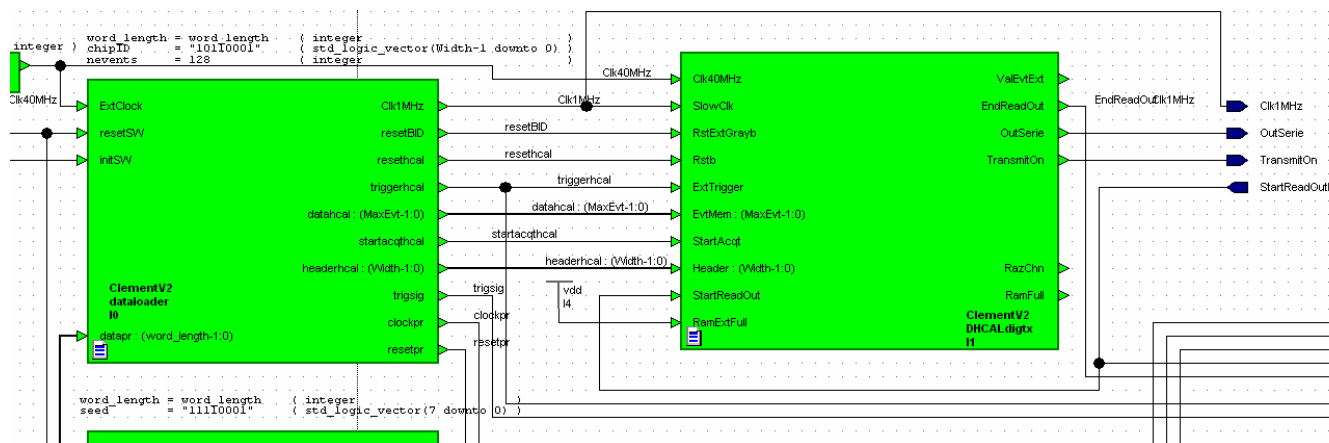 word_length = word_length ( integer )
integer ) chipID = "10110001" ( std_logic_vector(Width-1 downto 0) )
nevents = 128 ( integer )
Clk40MHz
Clk40MHz
ExtClock
resetSW
initSW
Clk1MHz
resetBID
resethcal
triggerhcal
datahcal : (MaxEvt-1:0)
startacqthcal
headerhcal : (Width-1:0)
trigsig
clockpr
resetpr
ClementV2
dataloader
I0
datapr : (word_length-1:0)
Clk1MHz
resetBID
resethcal
triggerhcal
datahcal : (MaxEvt-1:0)
startacqthcal
headerhcal : (Width-1:0)
trigsig
vdd
I4
clockpr
resetpr
Clk40MHz
SlowClk
RstExtGrayb
Rstb
ExtTrigger
EvtMem : (MaxEvt-1:0)
StartAcqt
Header : (Width-1:0)
StartReadOut
RamExtFull
ValEvtExt
EndReadOut
OutSerie
TransmitOn
RazChn
RamFull
ClementV2
DHCALdigtx
I1
EndReadOut
Clk1MHz
Clk1MHz
OutSerie
TransmitOn
StartReadOut
word_length = word_length ( integer )
seed = "11110001" ( std_logic_vector(7 downto 0) )